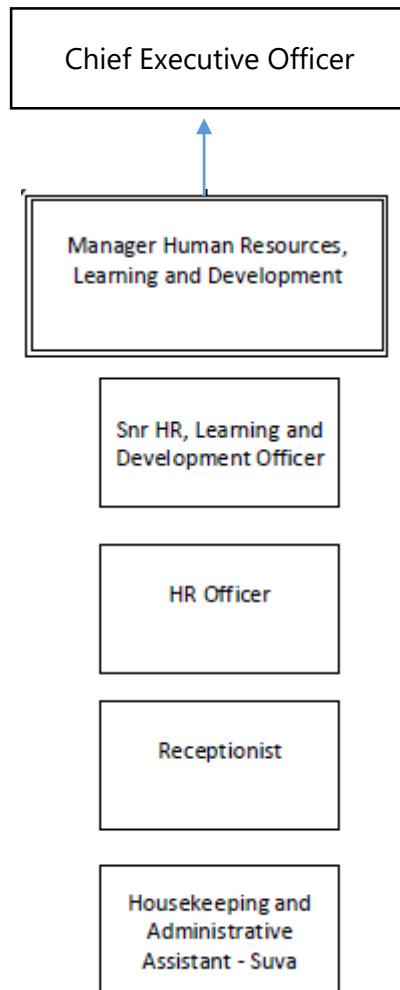 Chief Executive Officer
Manager Human Resources,
Learning and Development
Snr HR, Learning and
Development Officer
HR Officer
Receptionist
Housekeeping and
Administrative
Assistant - Suva